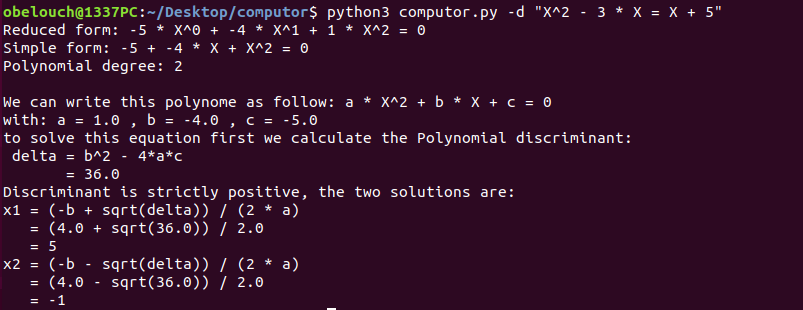 obelouch@1337PC:~/Desktop/computor$ python3 computor.py -d "X^2 - 3 * X = X + 5"
Reduced form: -5 * X^0 + -4 * X^1 + 1 * X^2 = 0
Simple form: -5 + -4 * X + X^2 = 0
Polynomial degree: 2
We can write this polynome as follow: a * X^2 + b * X + c = 0
with: a = 1.0 , b = -4.0 , c = -5.0
to solve this equation first we calculate the Polynomial discriminant:
delta = b^2 - 4*a*c
= 36.0
Discriminant is strictly positive, the two solutions are:
x1 = (-b + sqrt(delta)) / (2 * a)
= (4.0 + sqrt(36.0)) / 2.0
= 5
x2 = (-b - sqrt(delta)) / (2 * a)
= (4.0 - sqrt(36.0)) / 2.0
= -1